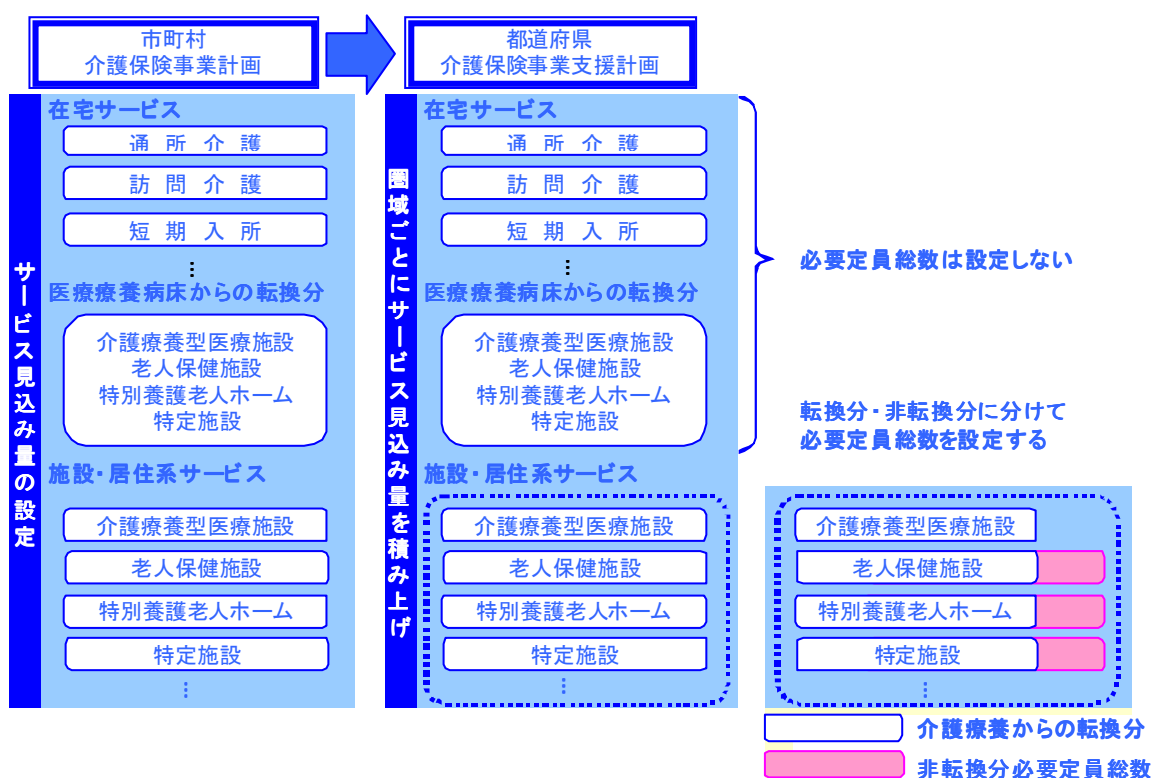 市町村
介護保険事業計画
都道府県
介護保険事業支援計画
サービス見込み量の設定
在宅サービス
通所介護
訪問介護
短期入所
…
医療療養病床からの転換分
介護療養型医療施設
老人保健施設
特別養護老人ホーム
特定施設
施設・居住系サービス
介護療養型医療施設
老人保健施設
特別養護老人ホーム
特定施設
…
圏域ごとにサービス見込み量を積み上げ
在宅サービス
通所介護
訪問介護
短期入所
…
医療療養病床からの転換分
介護療養型医療施設
老人保健施設
特別養護老人ホーム
特定施設
施設・居住系サービス
介護療養型医療施設
老人保健施設
特別養護老人ホーム
特定施設
…
必要定員総数は設定しない
転換分・非転換分に分けて
必要定員総数を設定する
介護療養型医療施設
老人保健施設
特別養護老人ホーム
特定施設
…
介護療養からの転換分
非転換分必要定員総数